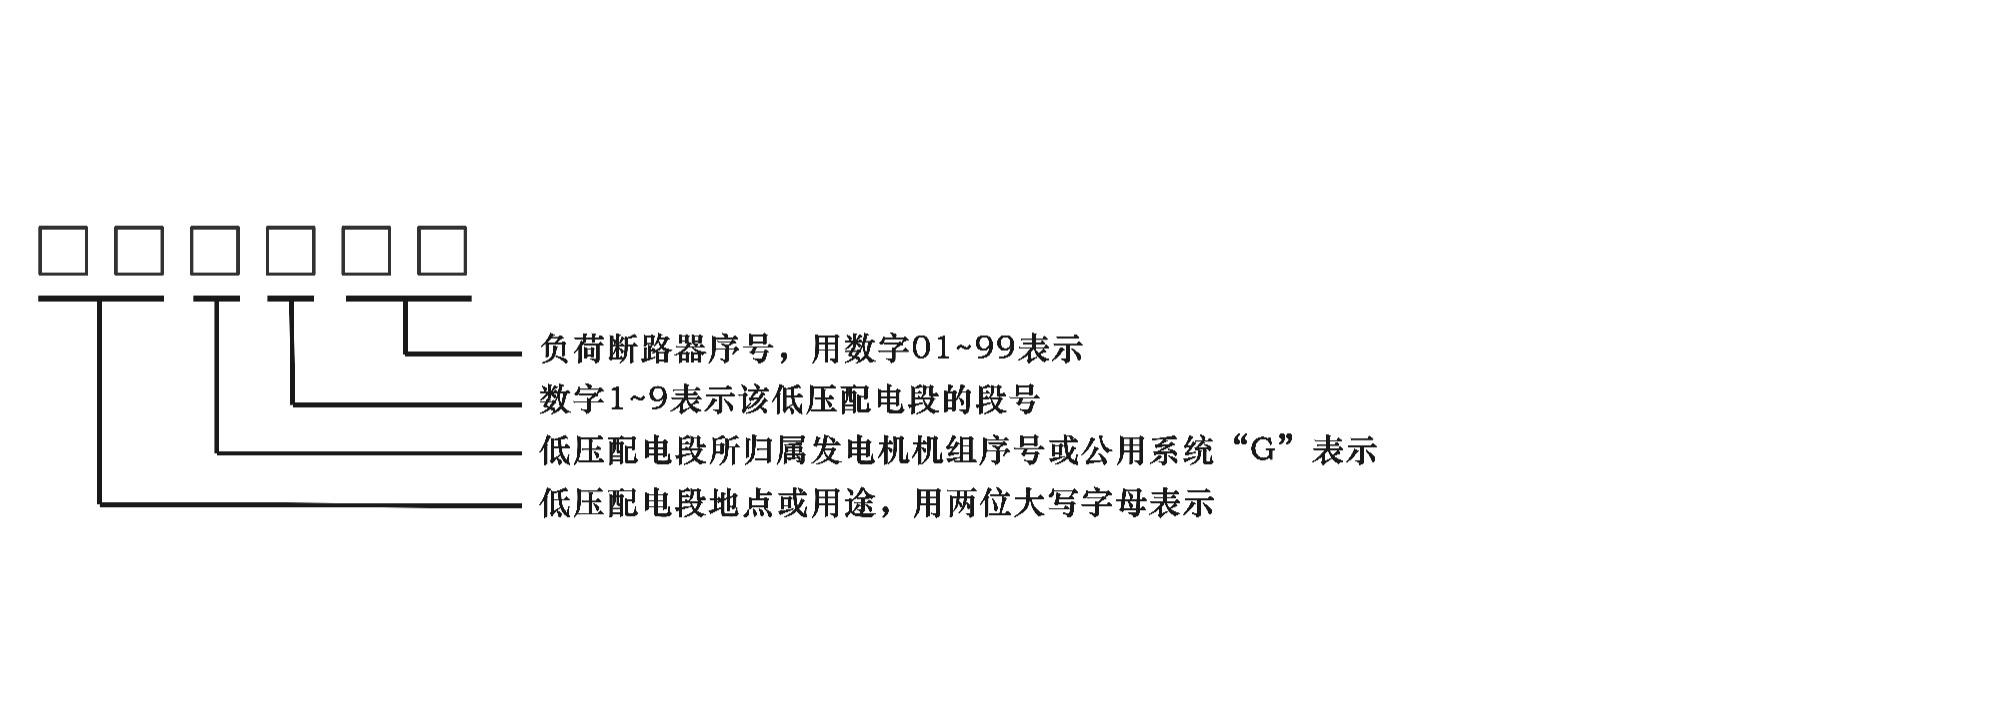 负荷断路器序号，用数字01~99表示
数字1~9表示该低压配电段的段号
低压配电段所归属发电机机组序号或公用系统“G”表示
低压配电段地点或用途，用两位大写字母表示